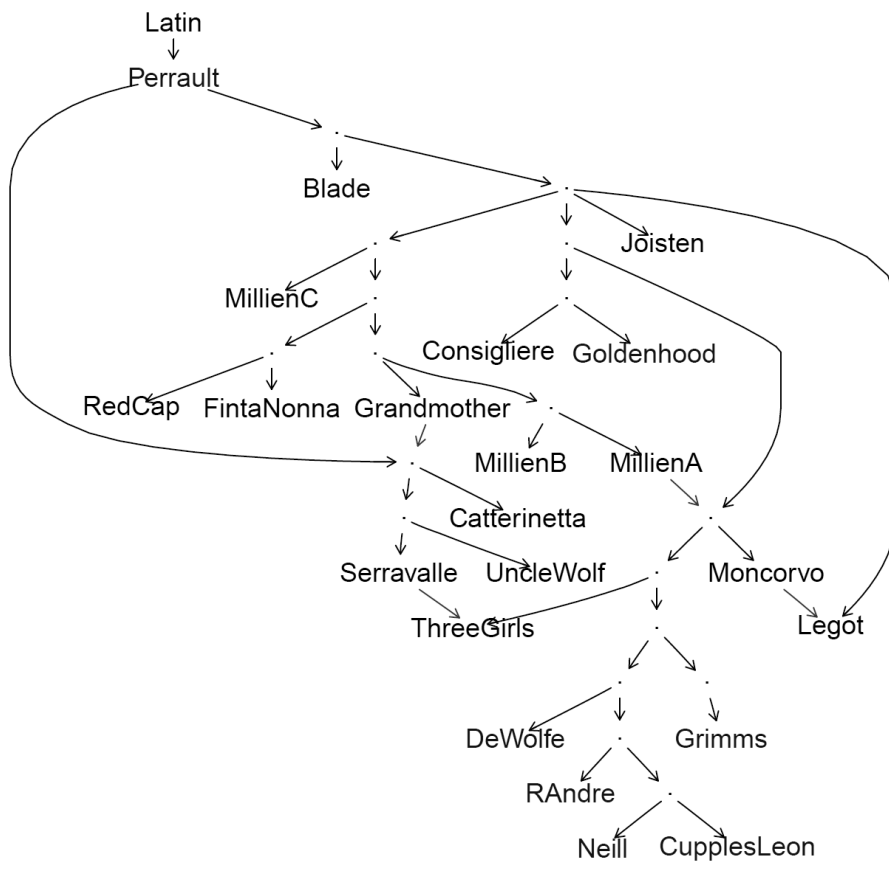 Latin
Perrault
Blade
Joisten
MillienC
Consigliere
Goldenhood
RedCap
FintaNonna
Grandmother
MillienB
MillienA
Catterinetta
Serravalle
UncleWolf
Moncorvo
ThreeGirls
Legot
DeWolfe
Grimms
RAndre
Neill
CupplesLeon